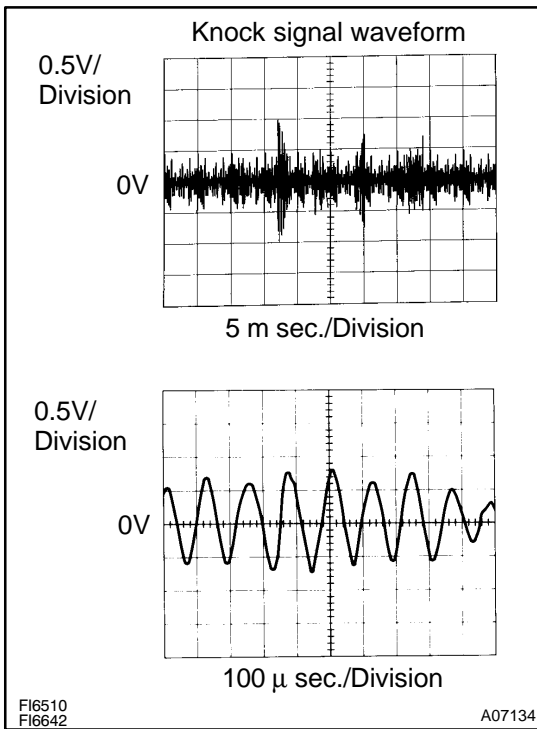 Knock signal waveform
0.5V/
Division
0V
5 m sec./Division
0.5V/
Division
0V
100 μ sec./Division
FI6510
FI6642
A07134